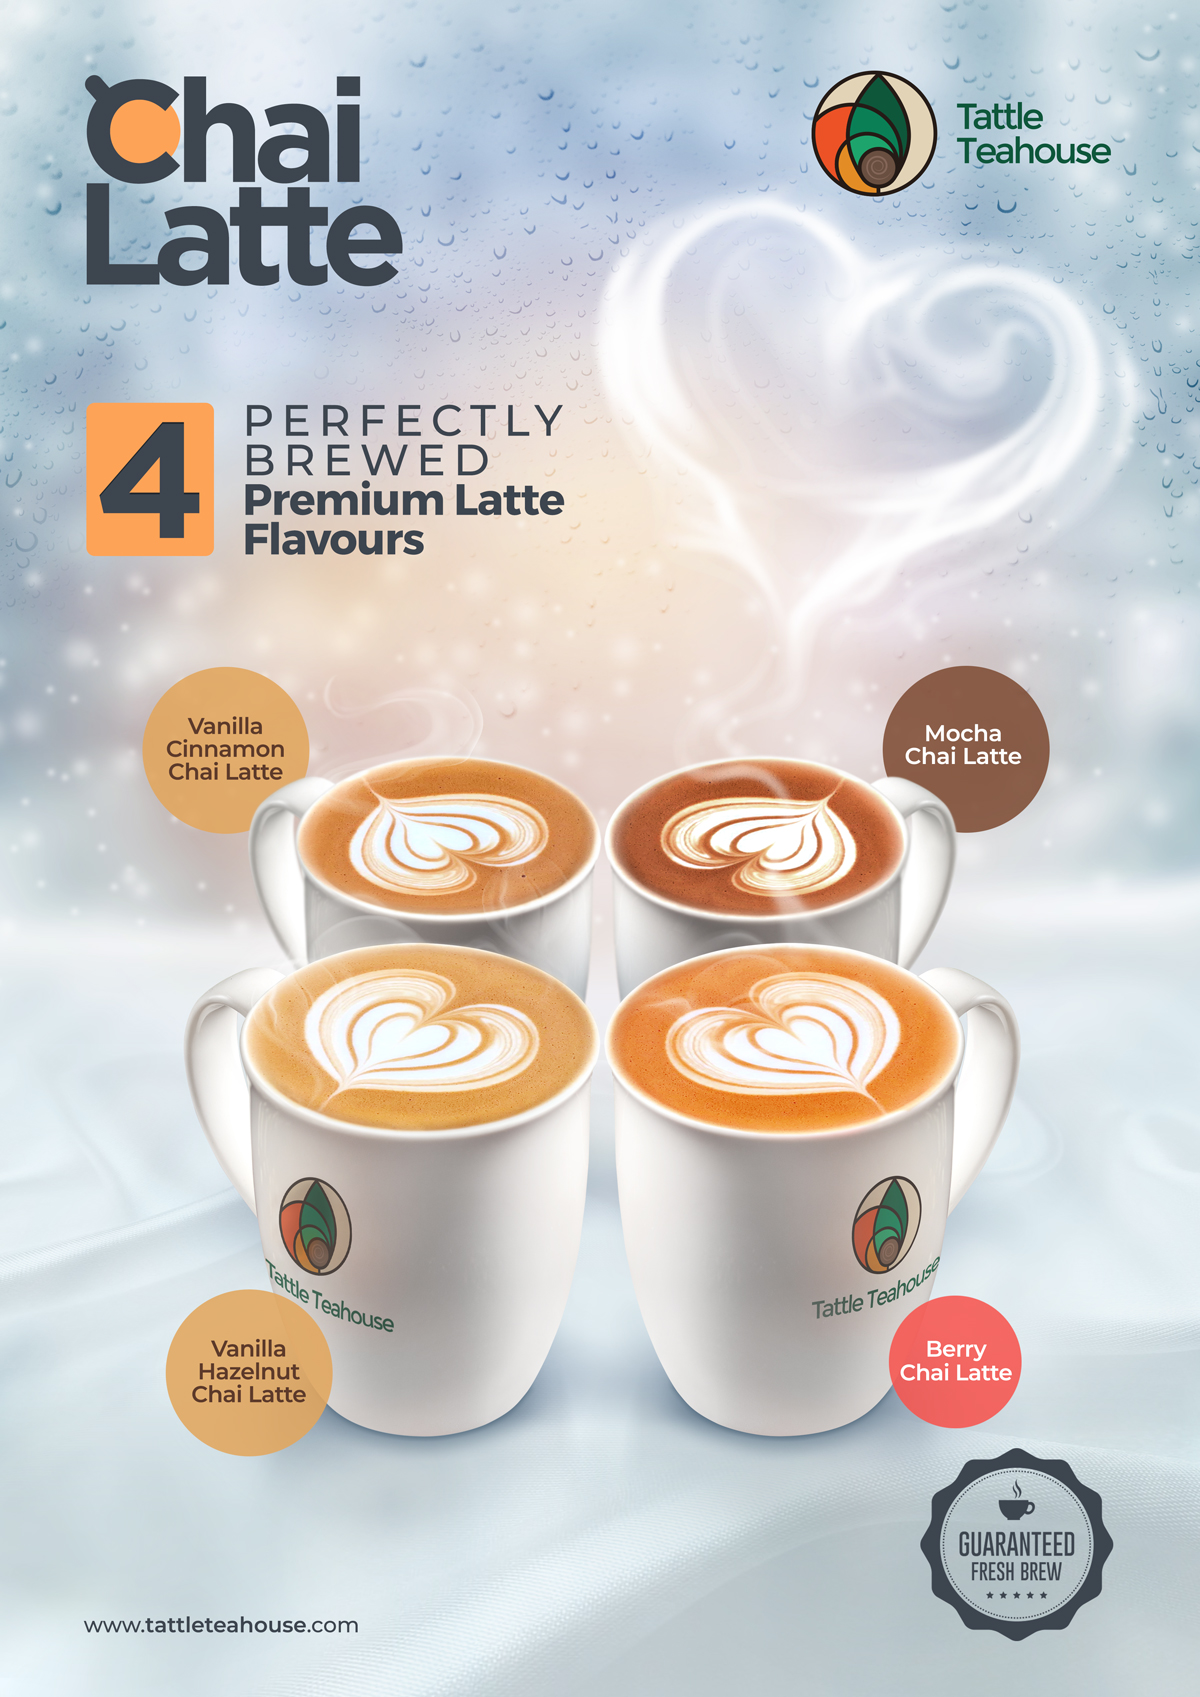 Chai
Latte
Tattle
Teahouse
4
PERFECTLY
BREWED
Premium Latte
Flavours
Vanilla
Cinnamon
Chai Latte
Mocha
Chai Latte
Tattle Teahouse
Tattle Teahouse
Vanilla
Hazelnut
Chai Latte
Berry
Chai Latte
GUARANTEED
FRESH BREW
www.tattleteahouse.com